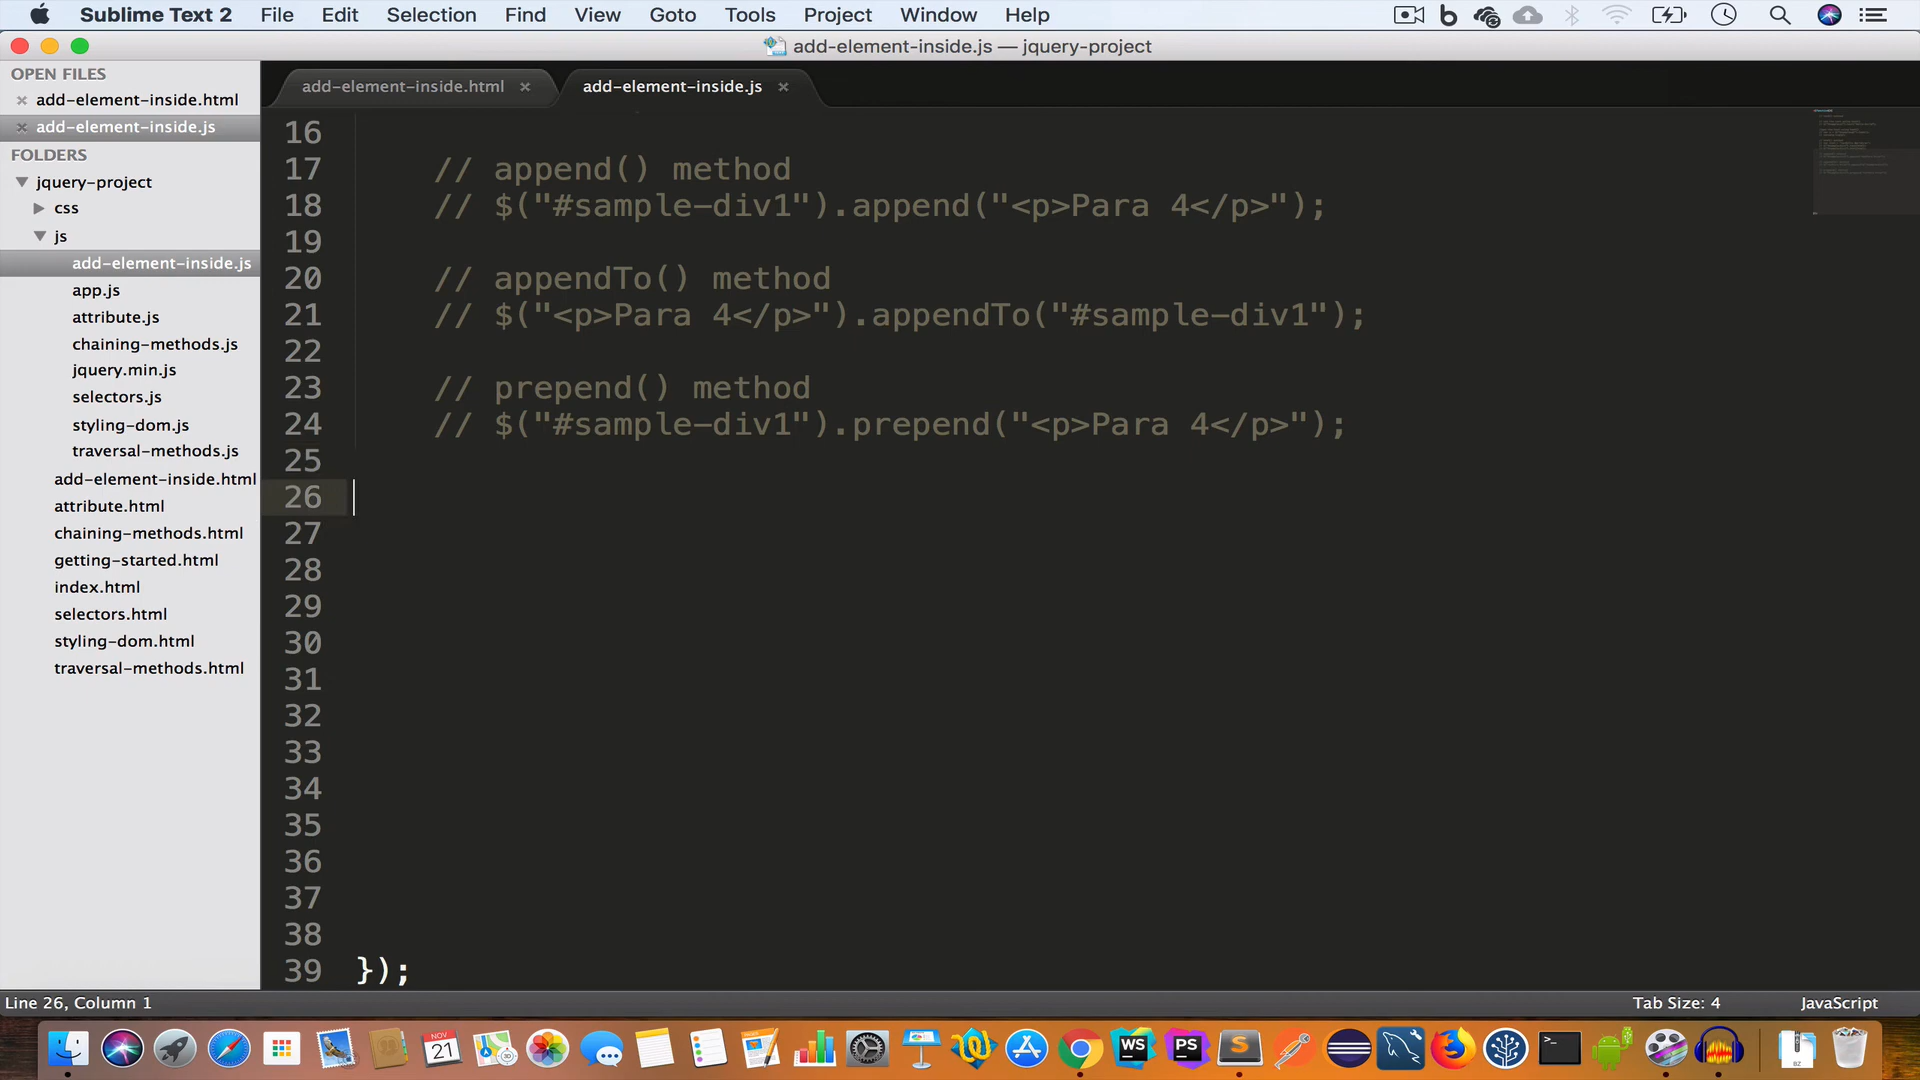 Sublime Text 2 File Edit Selection Find View Goto Tools Project Window Help
add-element-inside.js — jquery-project
OPEN FILES
add-element-inside.html
add-element-inside.js
FOLDERS
jquery-project
css
js
add-element-inside.js
app.js
attribute.js
chaining-methods.js
jquery.min.js
selectors.js
styling-dom.js
traversal-methods.js
add-element-inside.html
attribute.html
chaining-methods.html
getting-started.html
index.html
selectors.html
styling-dom.html
traversal-methods.html
add-element-inside.html × add-element-inside.js ×
16
17 // append() method
18 // $("#sample-div1").append("<p>Para 4</p>");
19
20 // appendTo() method
21 // $("<p>Para 4</p>").appendTo("#sample-div1");
22
23 // prepend() method
24 // $("#sample-div1").prepend("<p>Para 4</p>");
25
26
27
28
29
30
31
32
33
34
35
36
37
38
39 });
Line 26, Column 1 Tab Size: 4 JavaScript
NOV
21
3D
WS
PS
S
>_
BZ